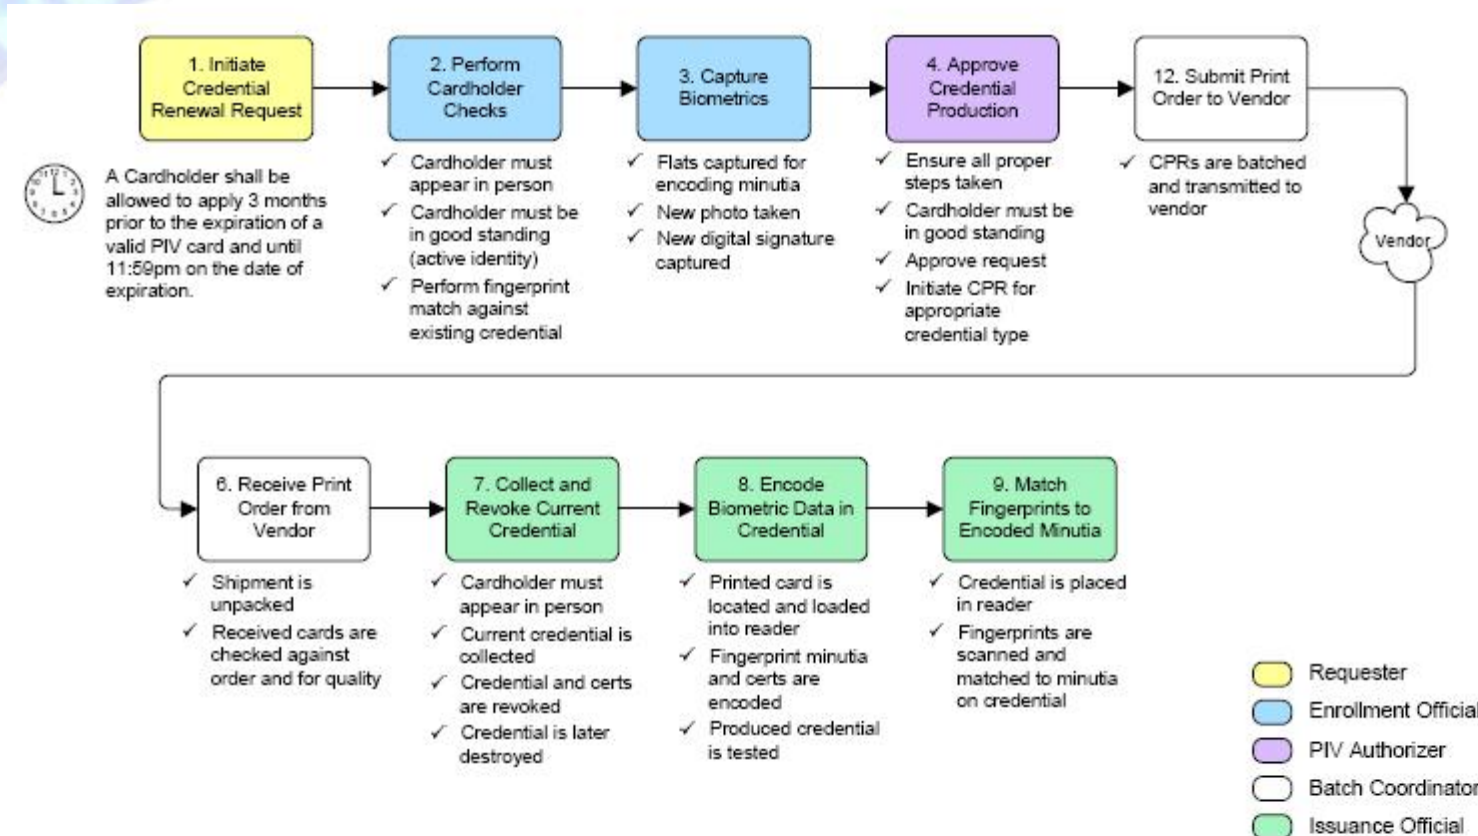 1. Initiate
Credential
Renewal Request
2. Perform
Cardholder
Checks
3. Capture
Biometrics
4. Approve
Credential
Production
12. Submit Print
Order to Vendor
A Cardholder shall be
allowed to apply 3 months
prior to the expiration of a
valid PIV card and until
11:59pm on the date of
expiration.
✓ Cardholder must
appear in person
✓ Cardholder must be
in good standing
(active identity)
✓ Perform fingerprint
match against
existing credential
✓ Flats captured for
encoding minutia
✓ New photo taken
✓ New digital signature
captured
✓ Ensure all proper
steps taken
✓ Cardholder must be
in good standing
✓ Approve request
✓ Initiate CPR for
appropriate
credential type
✓ CPRs are batched
and transmitted to
vendor
Vendor
6. Receive Print
Order from
Vendor
7. Collect and
Revoke Current
Credential
8. Encode
Biometric Data in
Credential
9. Match
Fingerprints to
Encoded Minutia
✓ Shipment is
unpacked
✓ Received cards are
checked against
order and for quality
✓ Cardholder must
appear in person
✓ Current credential is
collected
✓ Credential and certs
are revoked
✓ Credential is later
destroyed
✓ Printed card is
located and loaded
into reader
✓ Fingerprint minutia
and certs are
encoded
✓ Produced credential
is tested
✓ Credential is placed
in reader
✓ Fingerprints are
scanned and
matched to minutia
on credential
Requester
Enrollment Official
PIV Authorizer
Batch Coordinator
Issuance Official